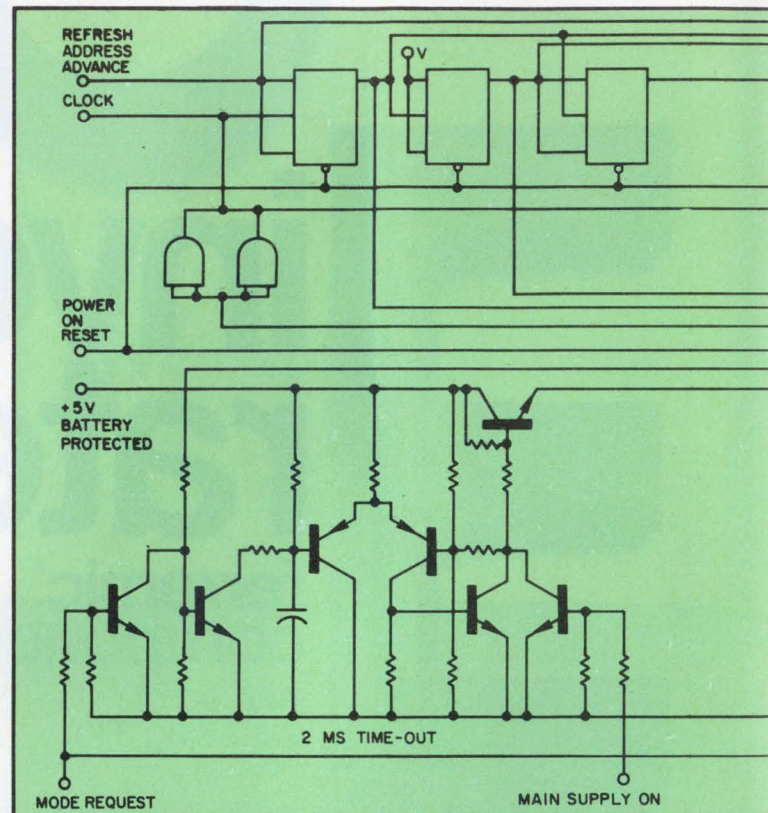 REFRESH
ADDRESS
ADVANCE
CLOCK
V
POWER
ON
RESET
+5V
BATTERY
PROTECTED
2 MS TIME-OUT
MODE REQUEST
MAIN SUPPLY ON